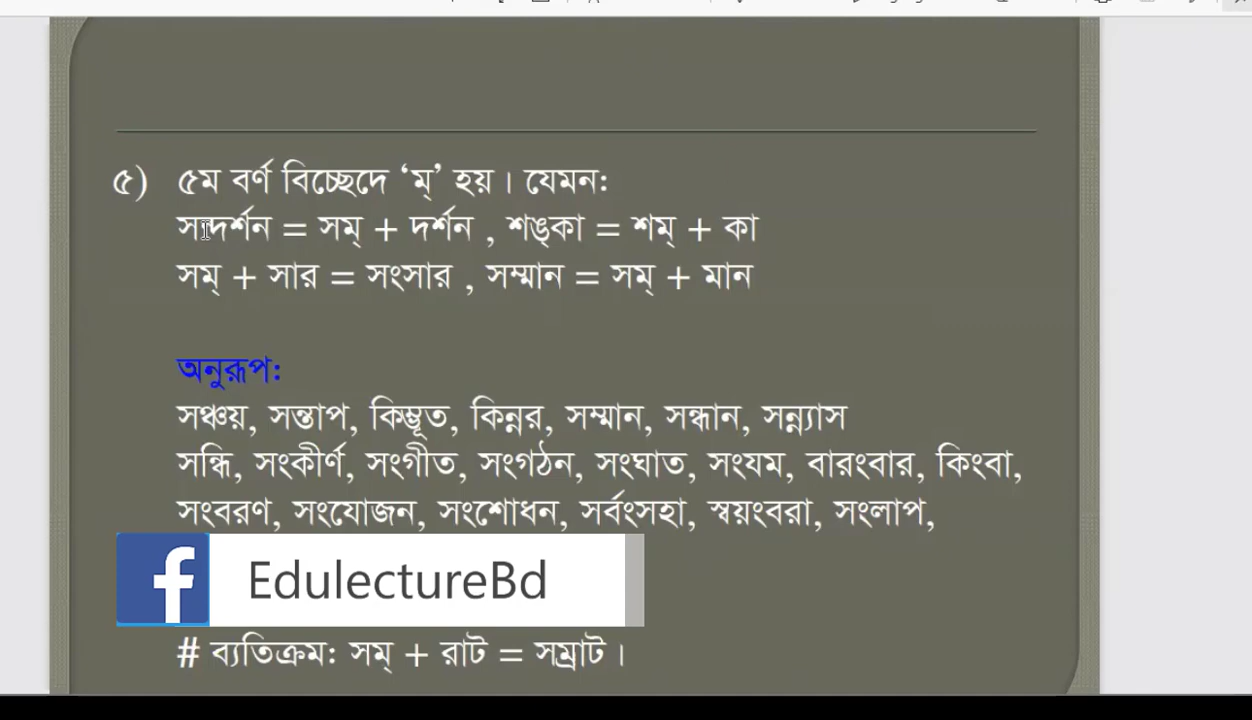 ৫) ৫ম বর্ণ বিচ্ছেদে ‘ম্’ হয়। যেমন:
সন্দর্শন = সম্ + দর্শন , শঙ্কা = শম্ + কা
সম্ + সার = সংসার , সম্মান = সম্ + মান
অনুরূপ:
সঞ্চয়, সন্তাপ, কিম্ভূত, কিন্নর, সম্মান, সন্ধান, সন্ন্যাস
সন্ধি, সংকীর্ণ, সংগীত, সংগঠন, সংঘাত, সংযম, বারংবার, কিংবা,
সংবরণ, সংযোজন, সংশোধন, সর্বংসহা, স্বয়ংবরা, সংলাপ,
f EdulectureBd
# ব্যতিক্রম: সম্ + রাট = সম্রাট।